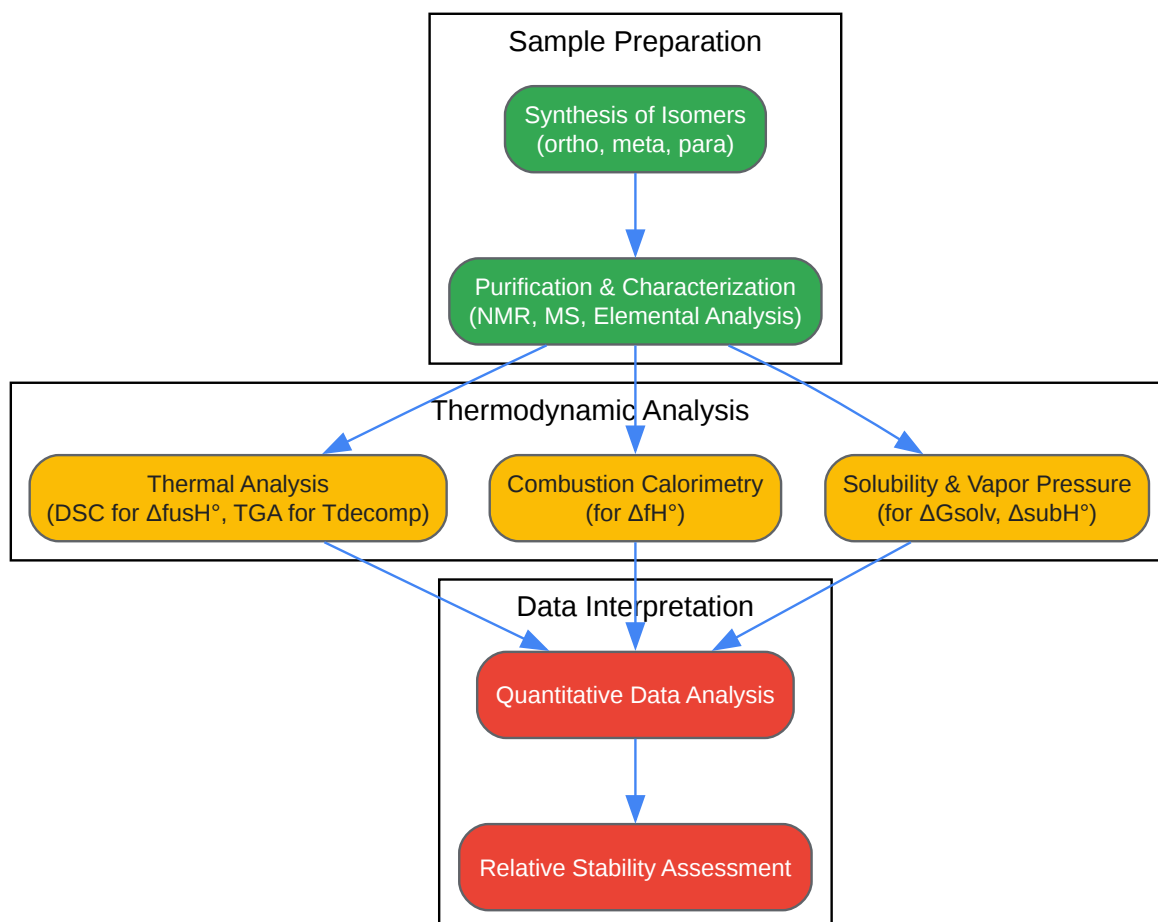 Sample Preparation
Synthesis of Isomers
(ortho, meta, para)
Purification & Characterization
(NMR, MS, Elemental Analysis)
Thermodynamic Analysis
Thermal Analysis
(DSC for ΔfusH°, TGA for Tdecomp)
Combustion Calorimetry
(for ΔfH°)
Solubility & Vapor Pressure
(for ΔGsolv, ΔsubH°)
Data Interpretation
Quantitative Data Analysis
Relative Stability Assessment